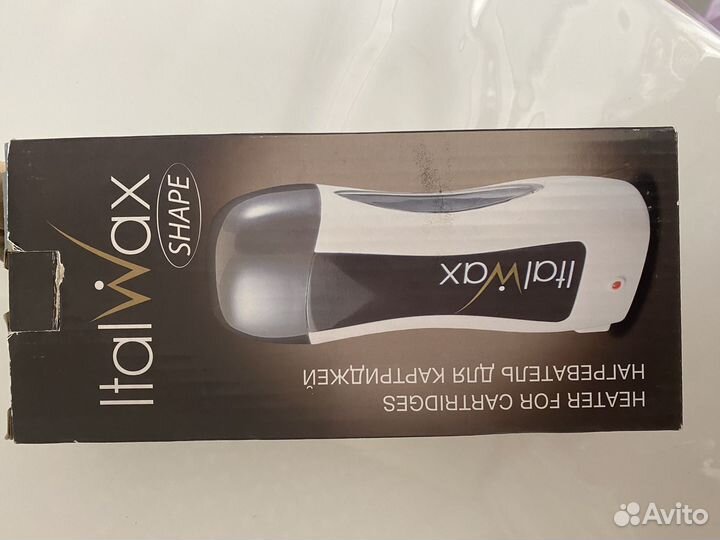 ItalWax
SHAPE
ItalWax
HEATER FOR CARTRIDGES
НАГРЕВАТЕЛЬ ДЛЯ КАРТРИДЖЕЙ
Avito